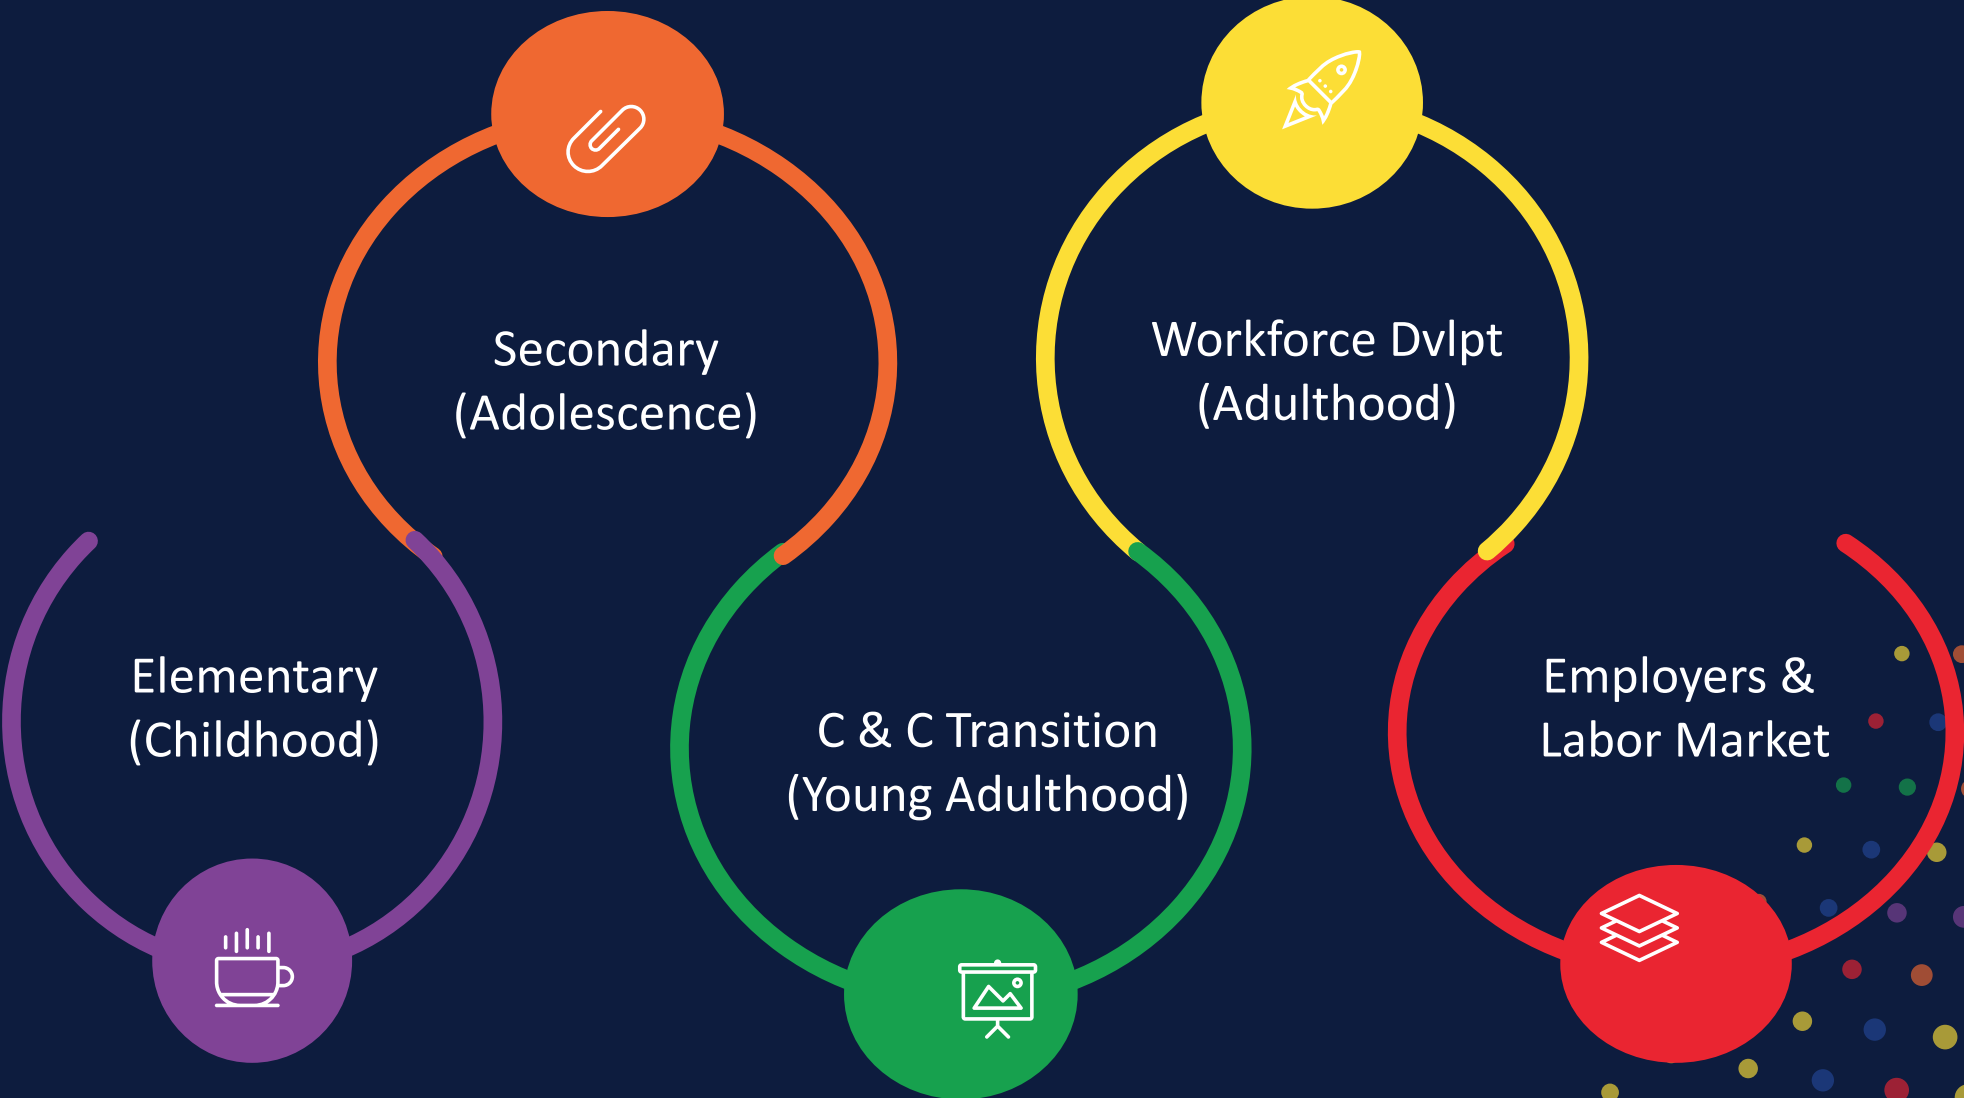 Elementary
(Childhood)
Secondary
(Adolescence)
C & C Transition
(Young Adulthood)
Workforce Dvlpt
(Adulthood)
Employers &
Labor Market